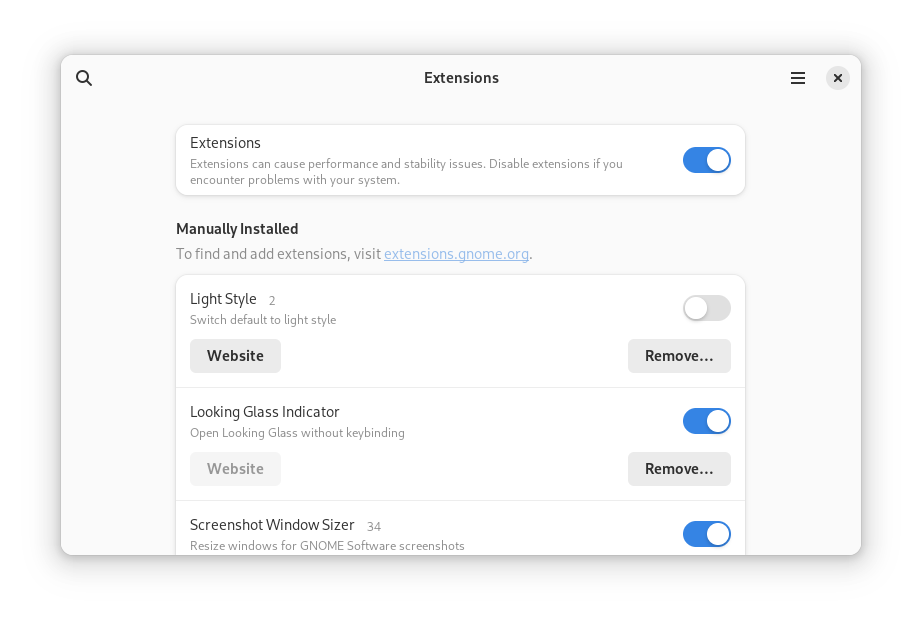 Extensions
Extensions
Extensions can cause performance and stability issues. Disable extensions if you
encounter problems with your system.
Manually Installed
To find and add extensions, visit extensions.gnome.org.
Light Style 2
Switch default to light style
Website Remove…
Looking Glass Indicator
Open Looking Glass without keybinding
Website Remove…
Screenshot Window Sizer 34
Resize windows for GNOME Software screenshots